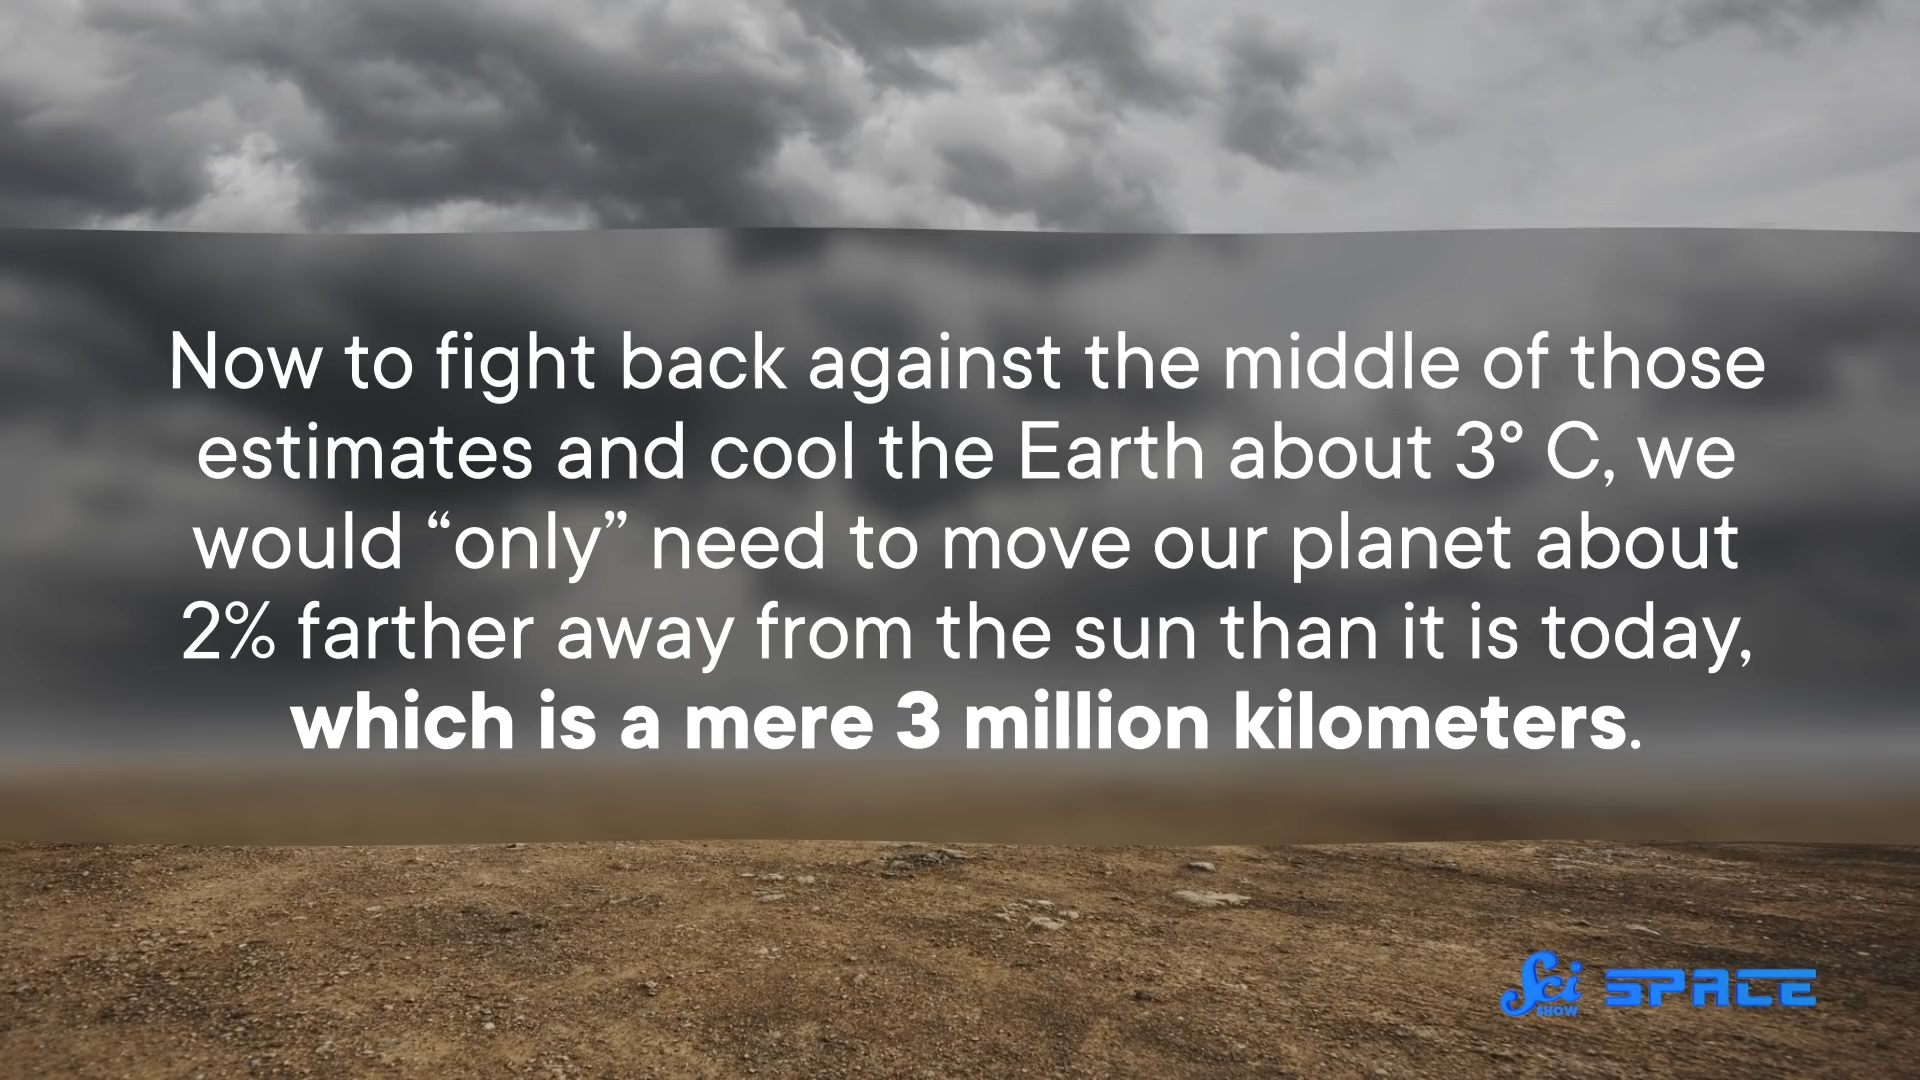 Now to fight back against the middle of those
estimates and cool the Earth about 3° C, we
would “only” need to move our planet about
2% farther away from the sun than it is today,
which is a mere 3 million kilometers.
Sci SHOW SPACE